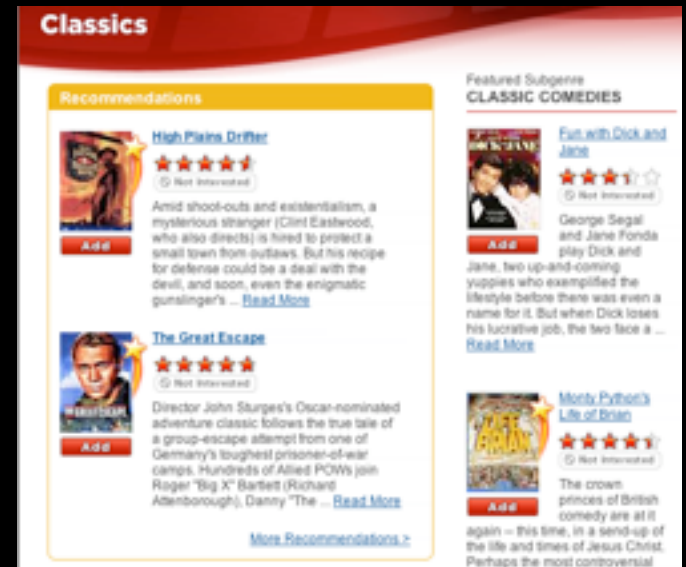 Classics
Recommendations
High Plains Drifter
Not Interested
Amid shoot-outs and existentialism, a
mysterious stranger (Clint Eastwood,
who also directs) is hired to protect a
small town from outlaws. But his recipe
for defense could be a deal with the
devil, and soon, even the enigmatic
gunslinger's ... Read More
Add
The Great Escape
Not Interested
Director John Sturges's Oscar-nominated
adventure classic follows the true tale of
a group-escape attempt from one of
Germany's toughest prisoner-of-war
camps. Hundreds of Allied POWs join
Roger "Big X" Bartlett (Richard
Attenborough), Danny "The ... Read More
THE GREAT ESCAPE
Add
More Recommendations >
Featured Subgenre
CLASSIC COMEDIES
Fun with Dick and
Jane
Not Interested
DICK & JANE
Add
George Segal
and Jane Fonda
play Dick and
Jane, two up-and-coming
yuppies who exemplified the
lifestyle before there was even a
name for it. But when Dick loses
his lucrative job, the two face a ...
Read More
Monty Python's
Life of Brian
Not Interested
LIFE
BRIAN
Add
The crown
princes of British
comedy are at it
again -- this time, in a send-up of
the life and times of Jesus Christ.
Perhaps the most controversial